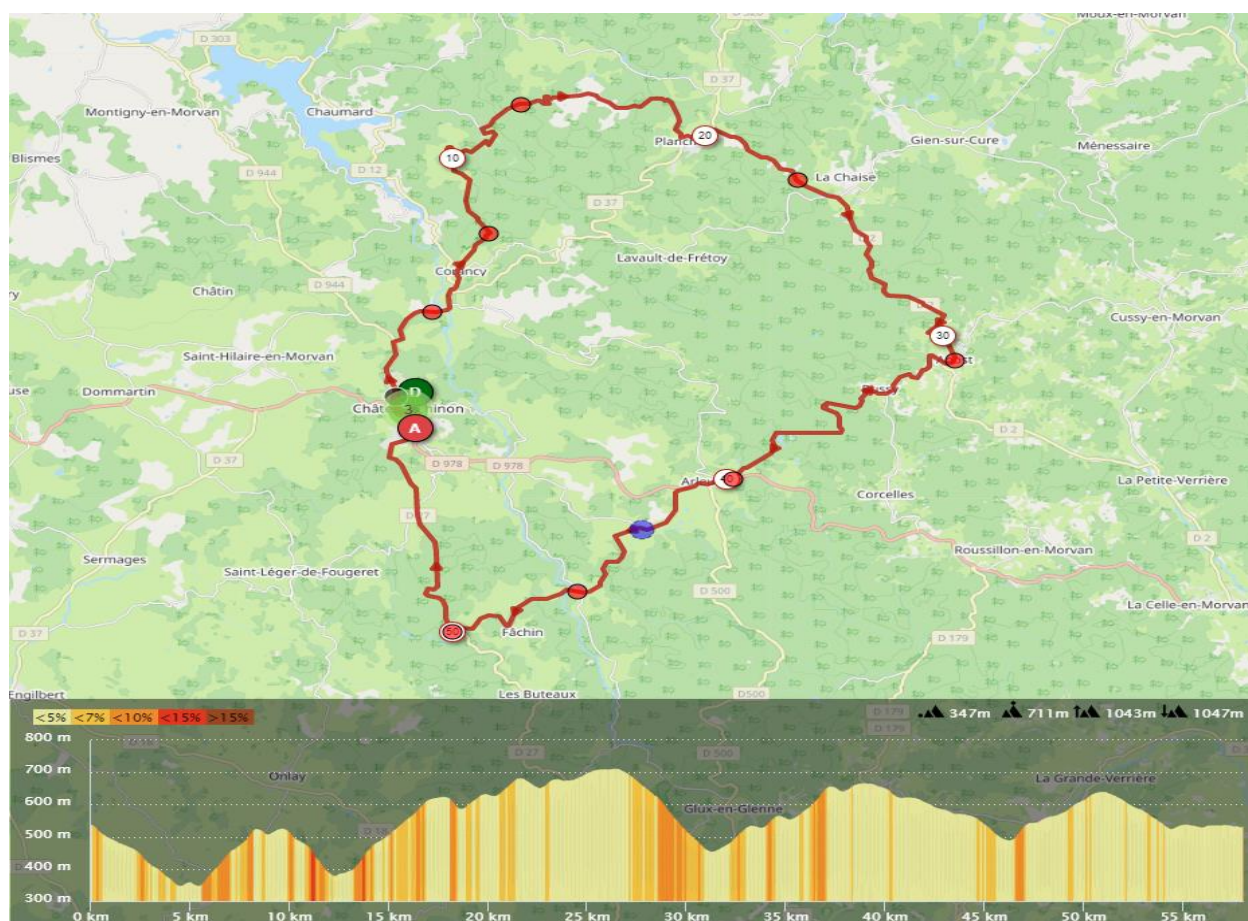 Moux-en-Morvan
D 303
D 37
Montigny-en-Morvan
Chaumard
10
20
Gien-sur-Cure
Blismes
Ménessaire
D 944
D 12
La Chaise
D 37
Lavault-de-Frétoy
Châtin
D 944
Cussy-en-Morvan
30
Saint-Hilaire-en-Morvan
Dommartin
D
3
D 2
A
D 978
D 978
D 37
La Petite-Verrière
Corcelles
D 2
Roussillon-en-Morvan
Sermages
Saint-Léger-de-Fougeret
D 500
La Celle-en-Morvan
D 37
Fâchin
D 179
Engilbert
Les Buteaux
D500
<5% <7% <10% <15% >15%
D 179
347m 711m 1043m 1047m
D 179
800 m
D 27
D 500
700 m
Onlay
La Grande-Verrière
600 m
Glux-en-Glenne
500 m
400 m
300 m
0 km 5 km 10 km 15 km 20 km 25 km 30 km 35 km 40 km 45 km 50 km 55 km